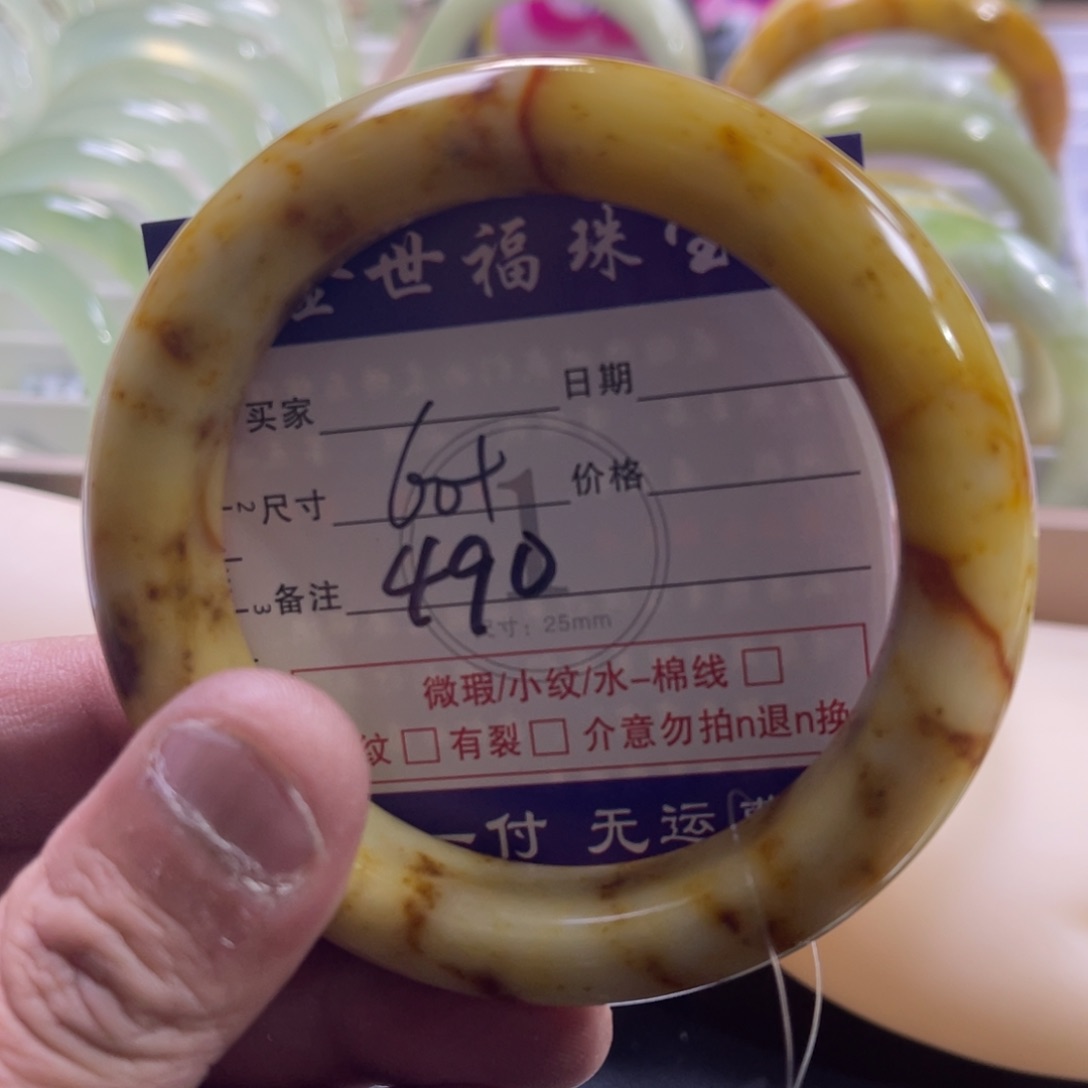 世福珠宝
买家 日期
尺寸 价格
490
备注
尺寸：25mm
微瑕/小纹/水-棉线
纹 有裂 介意勿拍n退n换
一付 无运